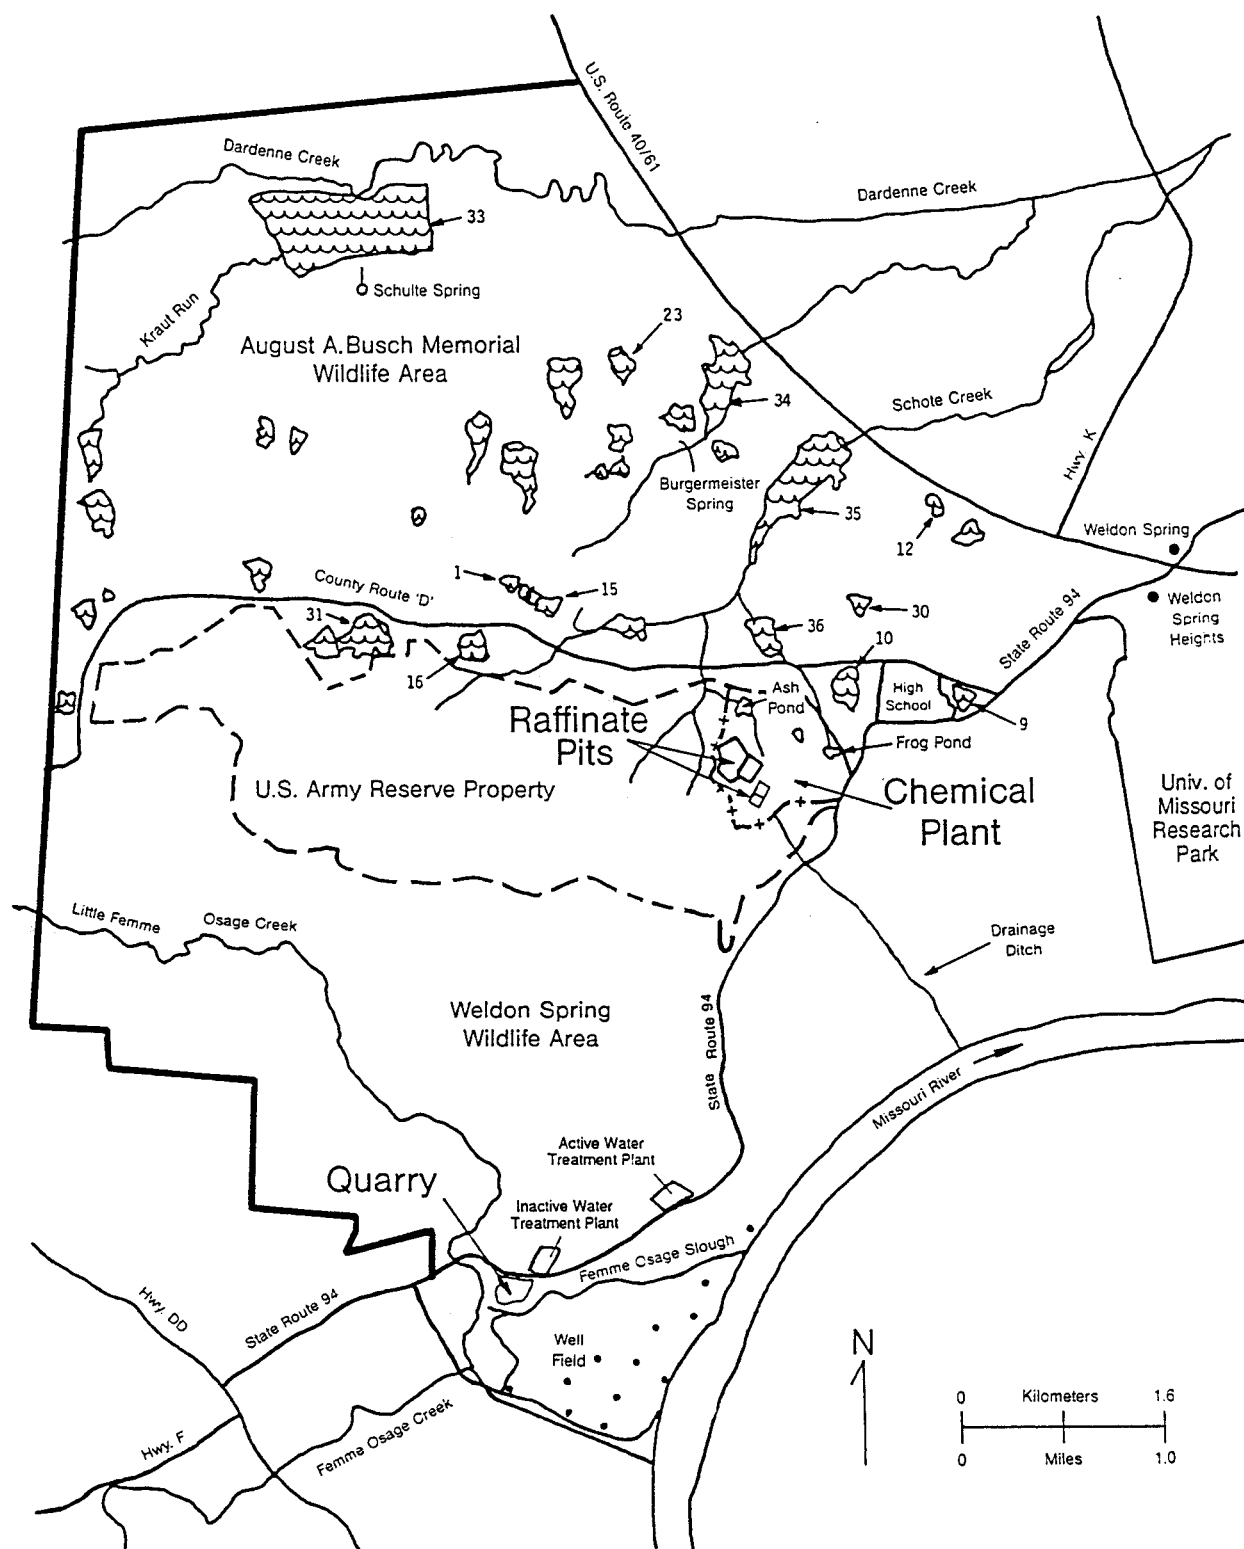 U.S. Route 40/61
Dardenne Creek
Dardenne Creek
33
Schulte Spring
Kraut Run
August A.Busch Memorial
Wildlife Area
23
34
Schote Creek
Hwy. K
Burgermeister
Spring
35
12
Weldon Spring
County Route 'D'
1
15
Weldon
Spring
Heights
State Route 94
30
31
36
10
16
Ash
Pond
High
School
9
Raffinate
Pits
Frog Pond
U.S. Army Reserve Property
Chemical
Plant
Univ. of
Missouri
Research
Park
Little Femme
Osage Creek
Drainage
Ditch
Weldon Spring
Wildlife Area
State Route 94
Missouri River
Active Water
Treatment Plant
Quarry
Inactive Water
Treatment Plant
Femme Osage Slough
Hwy. DD
State Route 94
Well
Field
N
0
Kilometers
1.6
0
Miles
1.0
Hwy. F
Femme Osage Creek